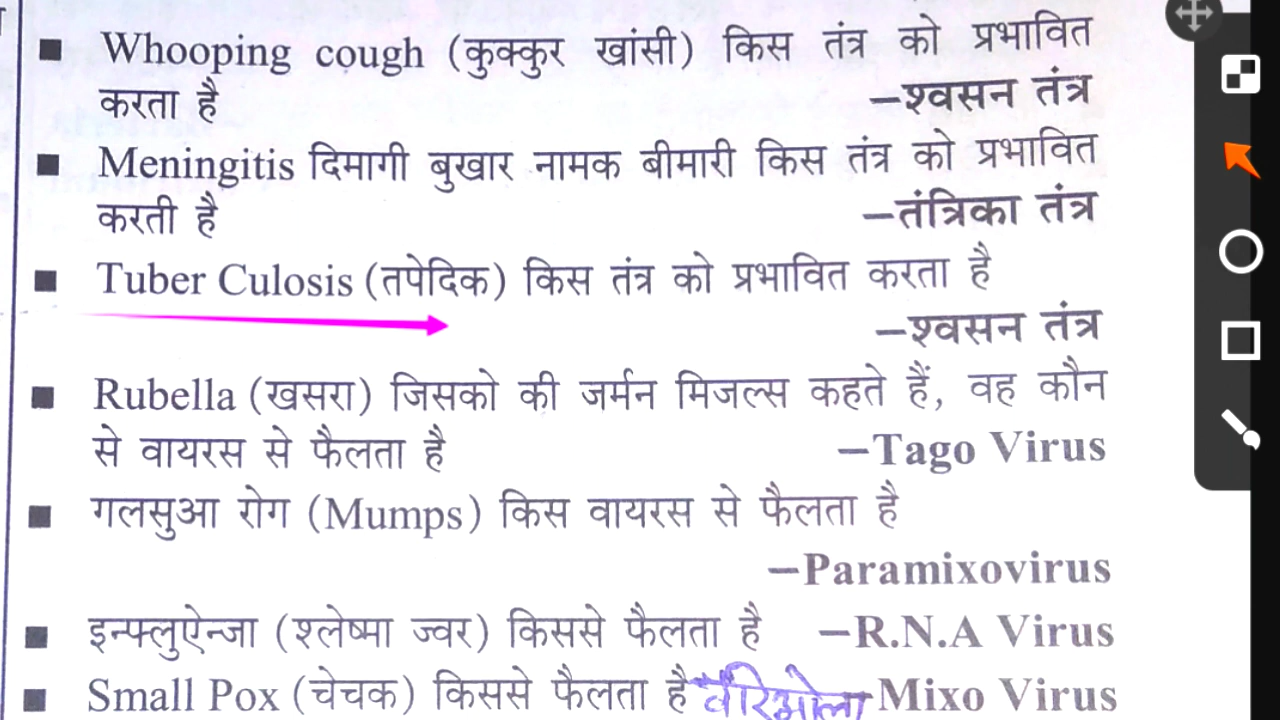 Whooping cough (कुक्कुर खांसी) किस तंत्र को प्रभावित
करता है –श्वसन तंत्र
Meningitis दिमागी बुखार नामक बीमारी किस तंत्र को प्रभावित
करती है –तंत्रिका तंत्र
Tuber Culosis (तपेदिक) किस तंत्र को प्रभावित करता है
–श्वसन तंत्र
Rubella (खसरा) जिसको की जर्मन मिजल्स कहते हैं, वह कौन
से वायरस से फैलता है –Tago Virus
गलसुआ रोग (Mumps) किस वायरस से फैलता है
–Paramixovirus
इन्फ्लुऐन्जा (श्लेष्मा ज्वर) किससे फैलता है –R.N.A Virus
Small Pox (चेचक) किससे फैलता है वैरिओला –Mixo Virus